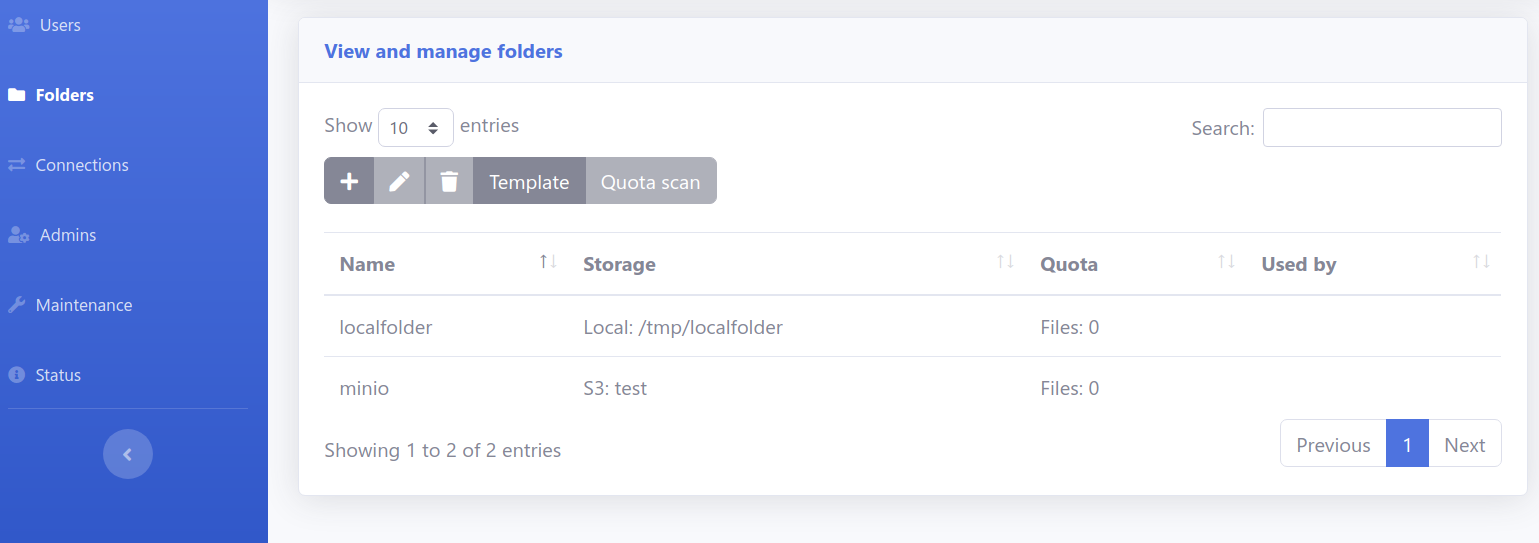 Users
Folders
Connections
Admins
Maintenance
Status
View and manage folders
Show 10 entries
Search:
Template Quota scan
Name Storage Quota Used by
localfolder Local: /tmp/localfolder Files: 0
minio S3: test Files: 0
Showing 1 to 2 of 2 entries
Previous 1 Next